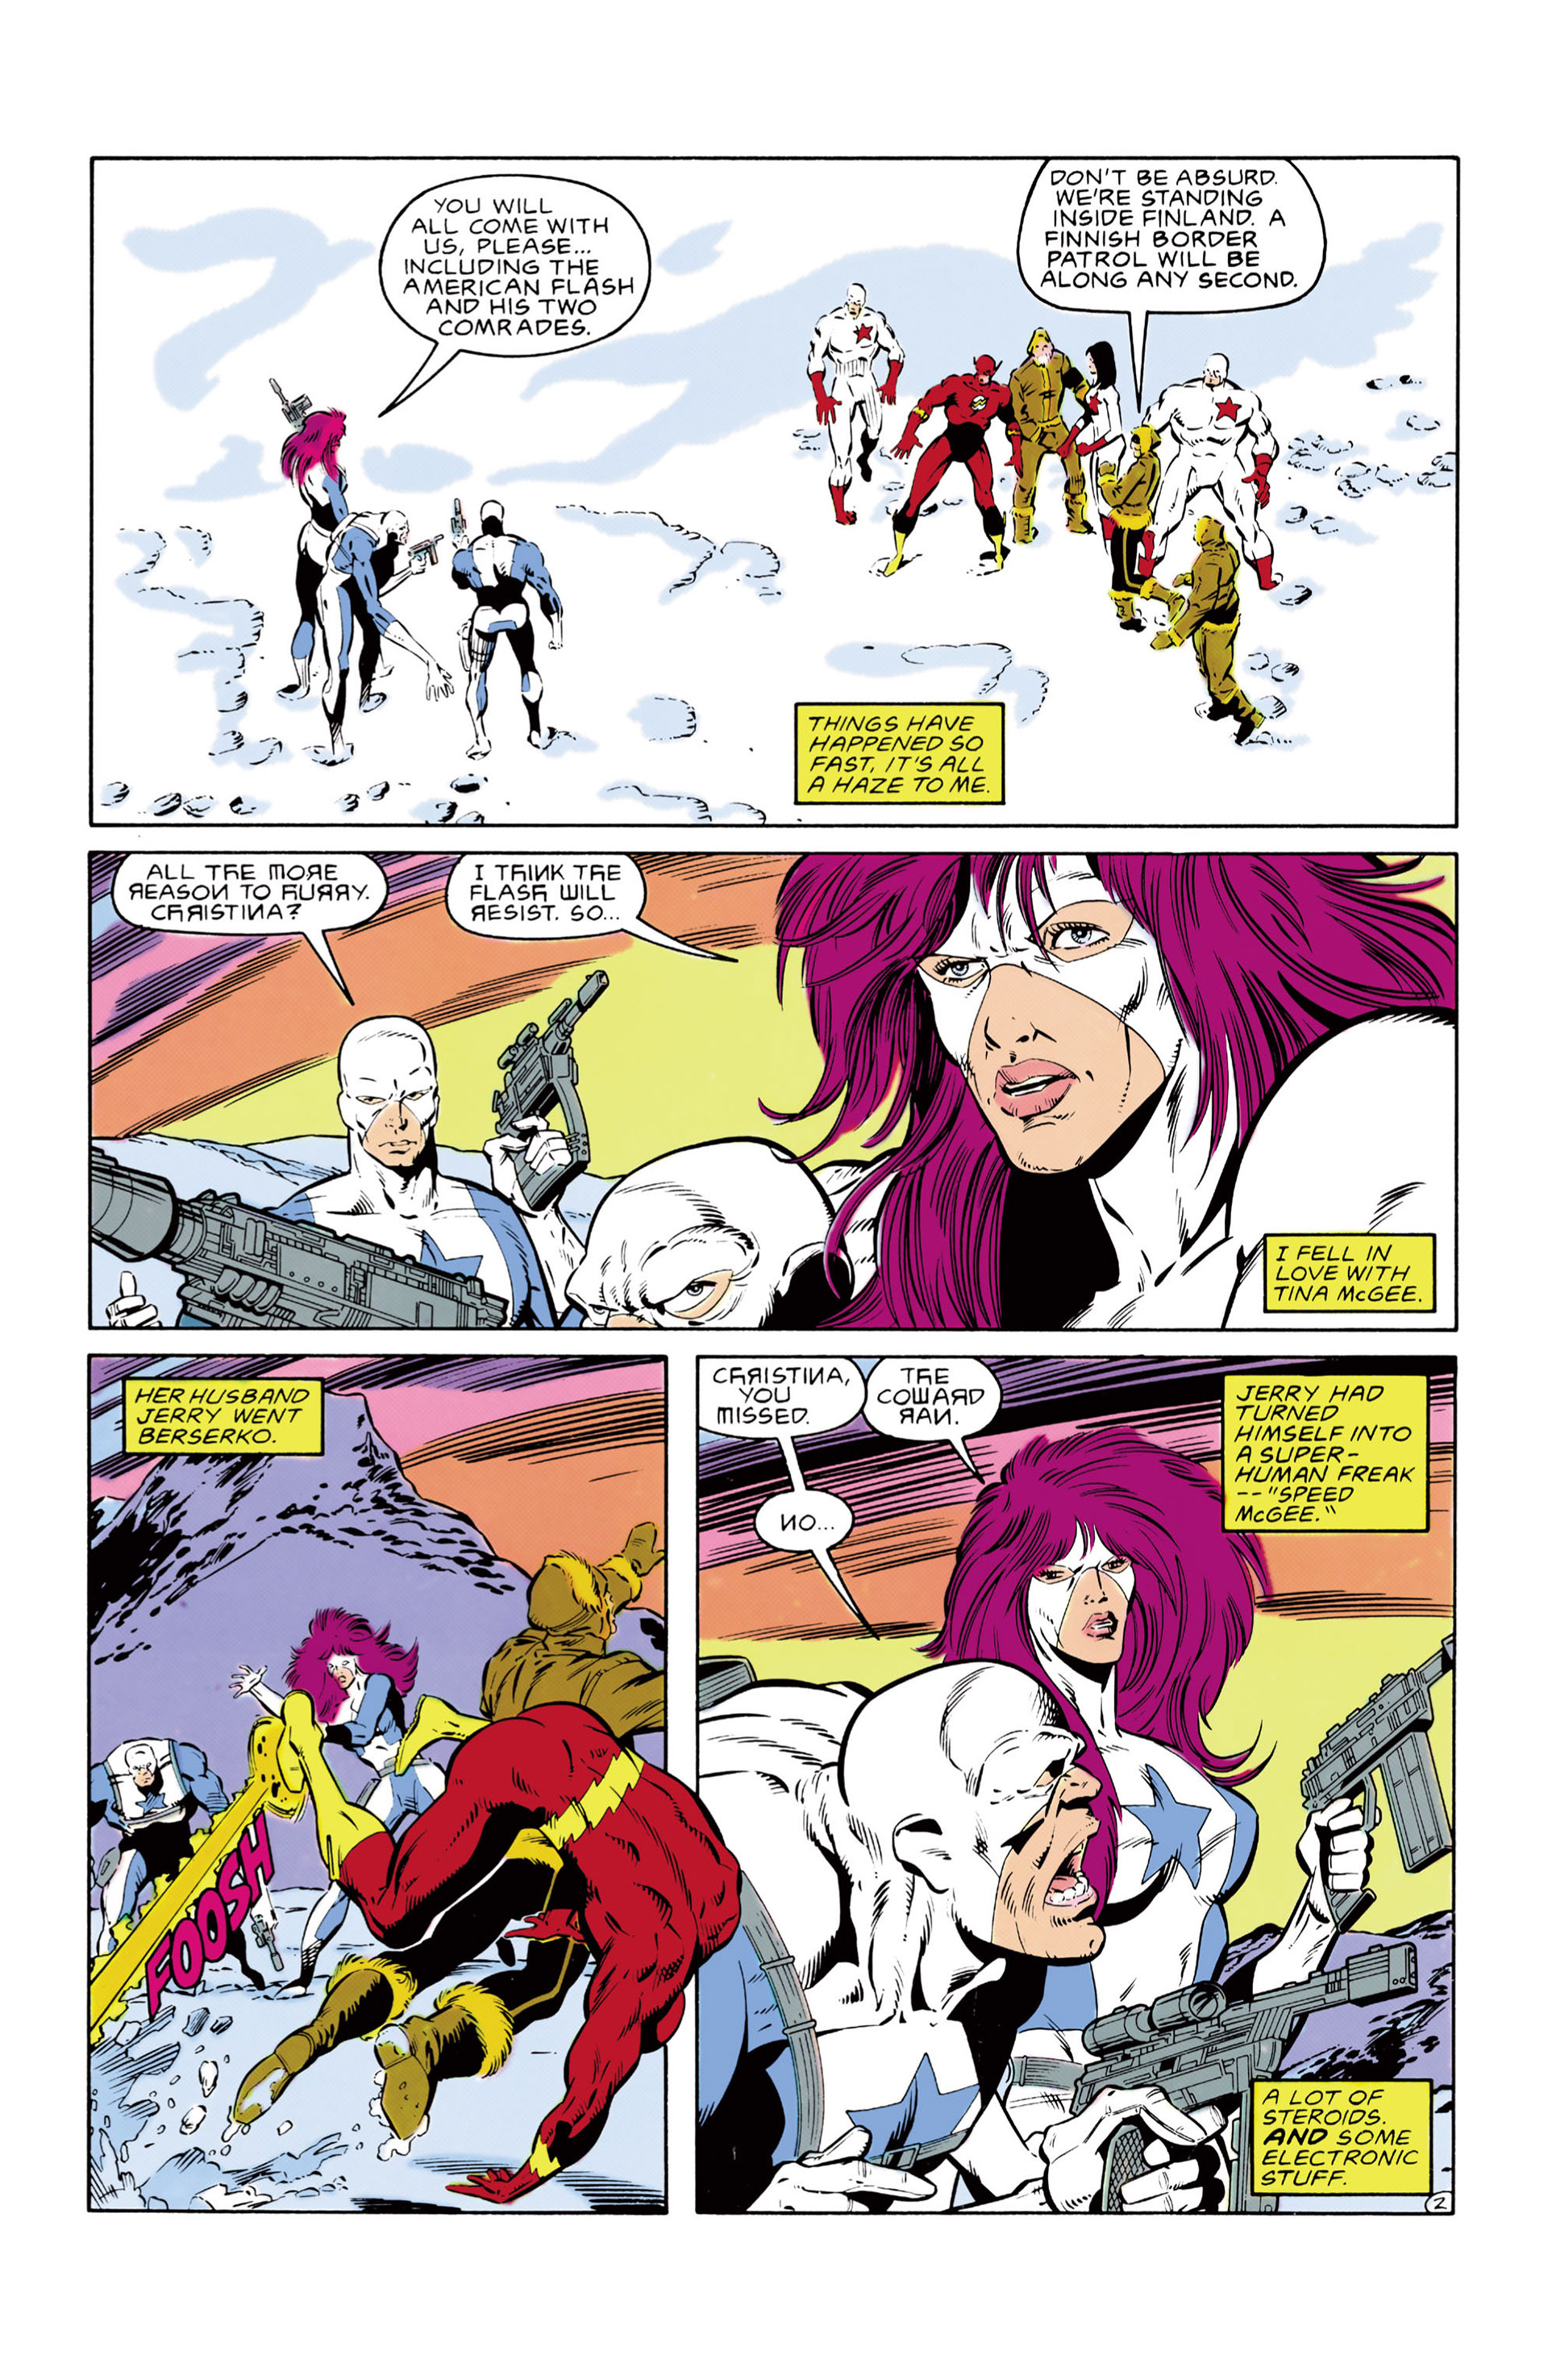 YOU WILL
ALL COME WITH
US, PLEASE...
INCLUDING THE
AMERICAN FLASH
AND HIS TWO
COMRADES.
DON'T BE ABSURD.
WE'RE STANDING
INSIDE FINLAND. A
FINNISH BORDER
PATROL WILL BE
ALONG ANY SECOND.
THINGS HAVE
HAPPENED SO
FAST, IT'S ALL
A HAZE TO ME.
ALL THE MORE
REASON TO HURRY.
CHRISTINA?
I THINK THE
FLASH WILL
RESIST. SO...
I FELL IN
LOVE WITH
TINA McGEE.
HER HUSBAND
JERRY WENT
BERSERKO.
FOOSH
CHRISTINA,
YOU
MISSED.
THE
COWARD
RAN.
NO...
JERRY HAD
TURNED
HIMSELF INTO
A SUPER-
HUMAN FREAK
--"SPEED
McGEE."
A LOT OF
STEROIDS.
AND SOME
ELECTRONIC
STUFF.
2